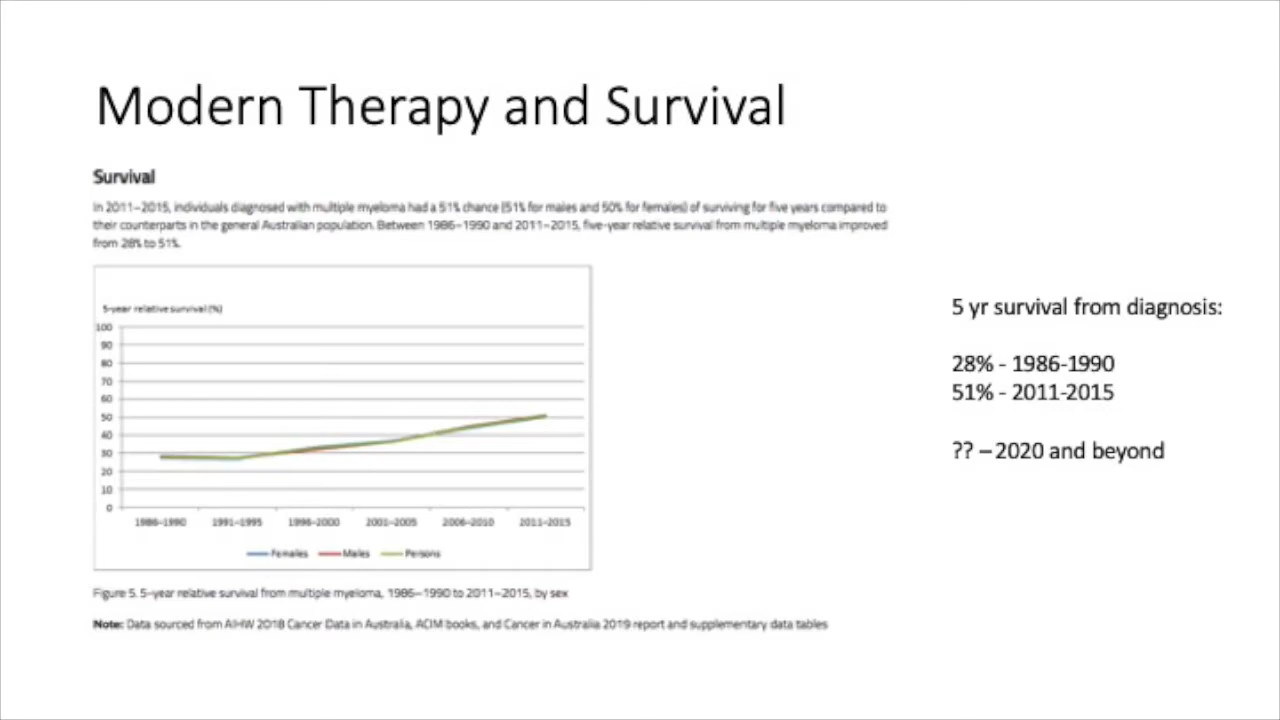 Modern Therapy and Survival
Survival
In 2011–2015, individuals diagnosed with multiple myeloma had a 51% chance (51% for males and 50% for females) of surviving for five years compared to
their counterparts in the general Australian population. Between 1986–1990 and 2011–2015, five-year relative survival from multiple myeloma improved
from 28% to 51%.
5-year relative survival (%)
100
90
80
70
60
50
40
30
20
10
0
1986–1990 1991–1995 1996–2000 2001–2005 2006–2010 2011–2015
Females Males Persons
Figure 5. 5-year relative survival from multiple myeloma, 1986–1990 to 2011–2015, by sex
Note: Data sourced from AIHW 2018 Cancer Data in Australia, ACIM books, and Cancer in Australia 2019 report and supplementary data tables
5 yr survival from diagnosis:
28% - 1986-1990
51% - 2011-2015
?? – 2020 and beyond